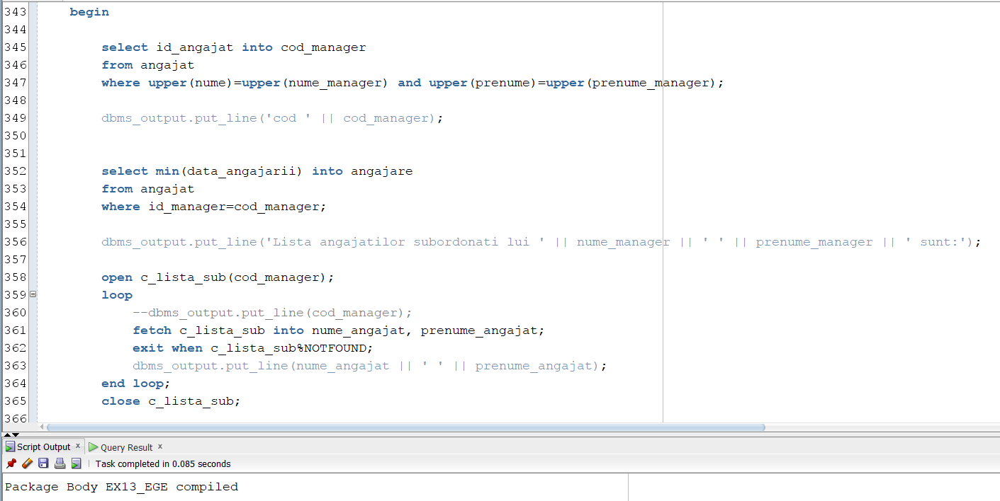 343 begin
344
345 select id_angajat into cod_manager
346 from angajat
347 where upper(nume)=upper(nume_manager) and upper(prenume)=upper(prenume_manager);
348
349 dbms_output.put_line('cod ' || cod_manager);
350
351
352 select min(data_angajarii) into angajare
353 from angajat
354 where id_manager=cod_manager;
355
356 dbms_output.put_line('Lista angajatilor subordonati lui ' || nume_manager || ' ' || prenume_manager || ' sunt:');
357
358 open c_lista_sub(cod_manager);
359 loop
360 --dbms_output.put_line(cod_manager);
361 fetch c_lista_sub into nume_angajat, prenume_angajat;
362 exit when c_lista_sub%NOTFOUND;
363 dbms_output.put_line(nume_angajat || ' ' || prenume_angajat);
364 end loop;
365 close c_lista_sub;
366
Script Output x Query Result x
Task completed in 0.085 seconds
Package Body EX13_EGE compiled